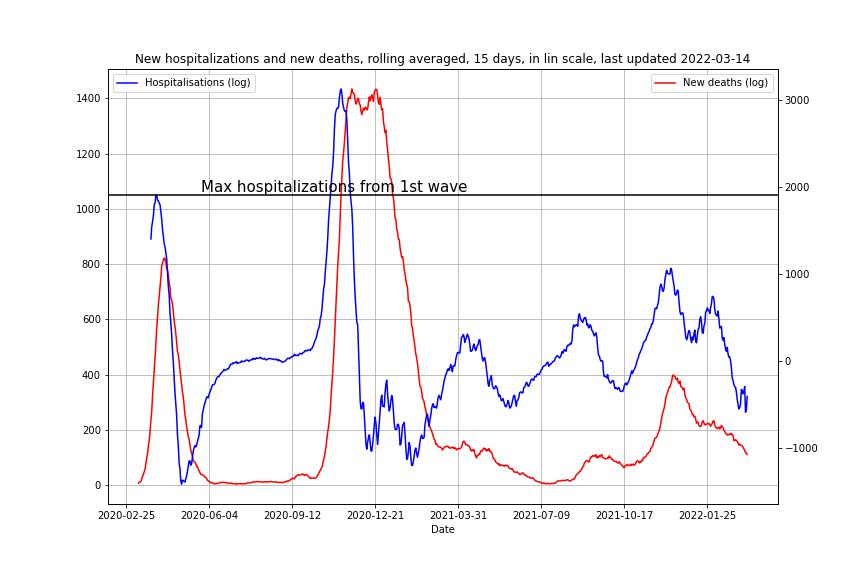 New hospitalizations and new deaths, rolling averaged, 15 days, in lin scale, last updated 2022-03-14
Hospitalisations (log)
New deaths (log)
1400
1200
1000
800
600
400
200
0
3000
2000
1000
0
−1000
Max hospitalizations from 1st wave
2020-02-25 2020-06-04 2020-09-12 2020-12-21 2021-03-31 2021-07-09 2021-10-17 2022-01-25
Date